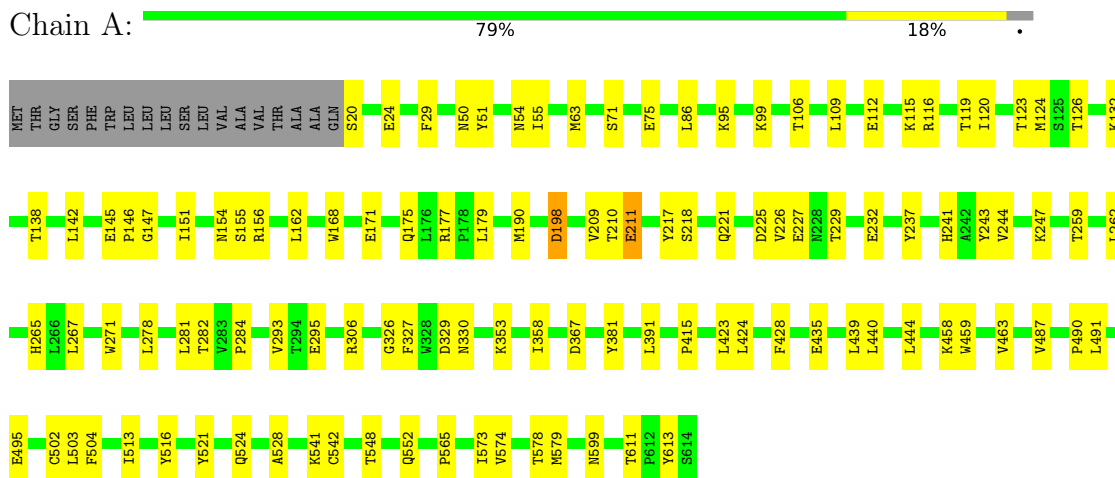 Chain A:
79% 18% •
MET THR GLY SER PHE TRP LEU LEU LEU SER LEU VAL ALA VAL THR ALA ALA GLN S20 E24 F29 N50 Y51 N54 I55 M63 S71 E75 L86 K95 K99 T106 L109 E112 K115 R116 T119 I120 T123 M124 S125 T126
T138 L142 E145 P146 G147 I151 N154 S155 R156 L162 W168 E171 Q175 L176 R177 P178 L179 M190 D198 V209 T210 E211 Y217 S218 Q221 D225 V226 E227 N228 T229 E232 Y237 H241 A242 Y243 V244 K247 T259
H265 L266 L267 W271 L278 L281 T282 V283 P284 V293 T294 E295 R306 G326 F327 W328 D329 N330 K353 I358 D367 Y381 L391 P415 L423 L424 F428 E435 L439 L440 L444 K458 W459 V463 V487 P490 L491
E495 C502 L503 F504 I513 Y516 Y521 Q524 A528 K541 C542 T548 Q552 P565 I573 V574 T578 M579 N599 T611 P612 Y613 S614